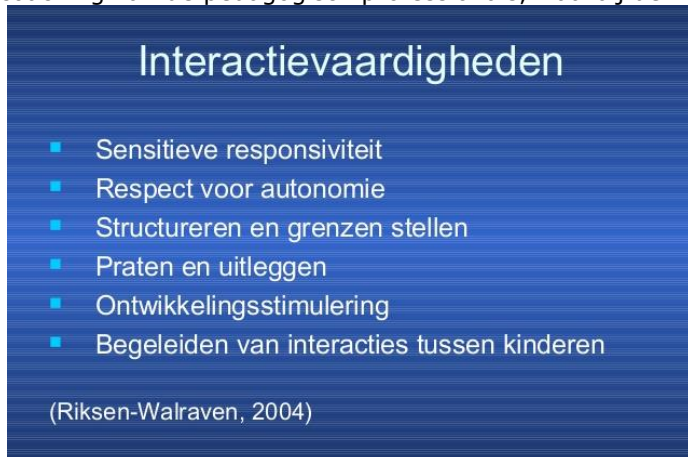 Interactievaardigheden
Sensitieve responsiviteit
Respect voor autonomie
Structureren en grenzen stellen
Praten en uitleggen
Ontwikkelingsstimulering
Begeleiden van interacties tussen kinderen
(Riksen-Walraven, 2004)